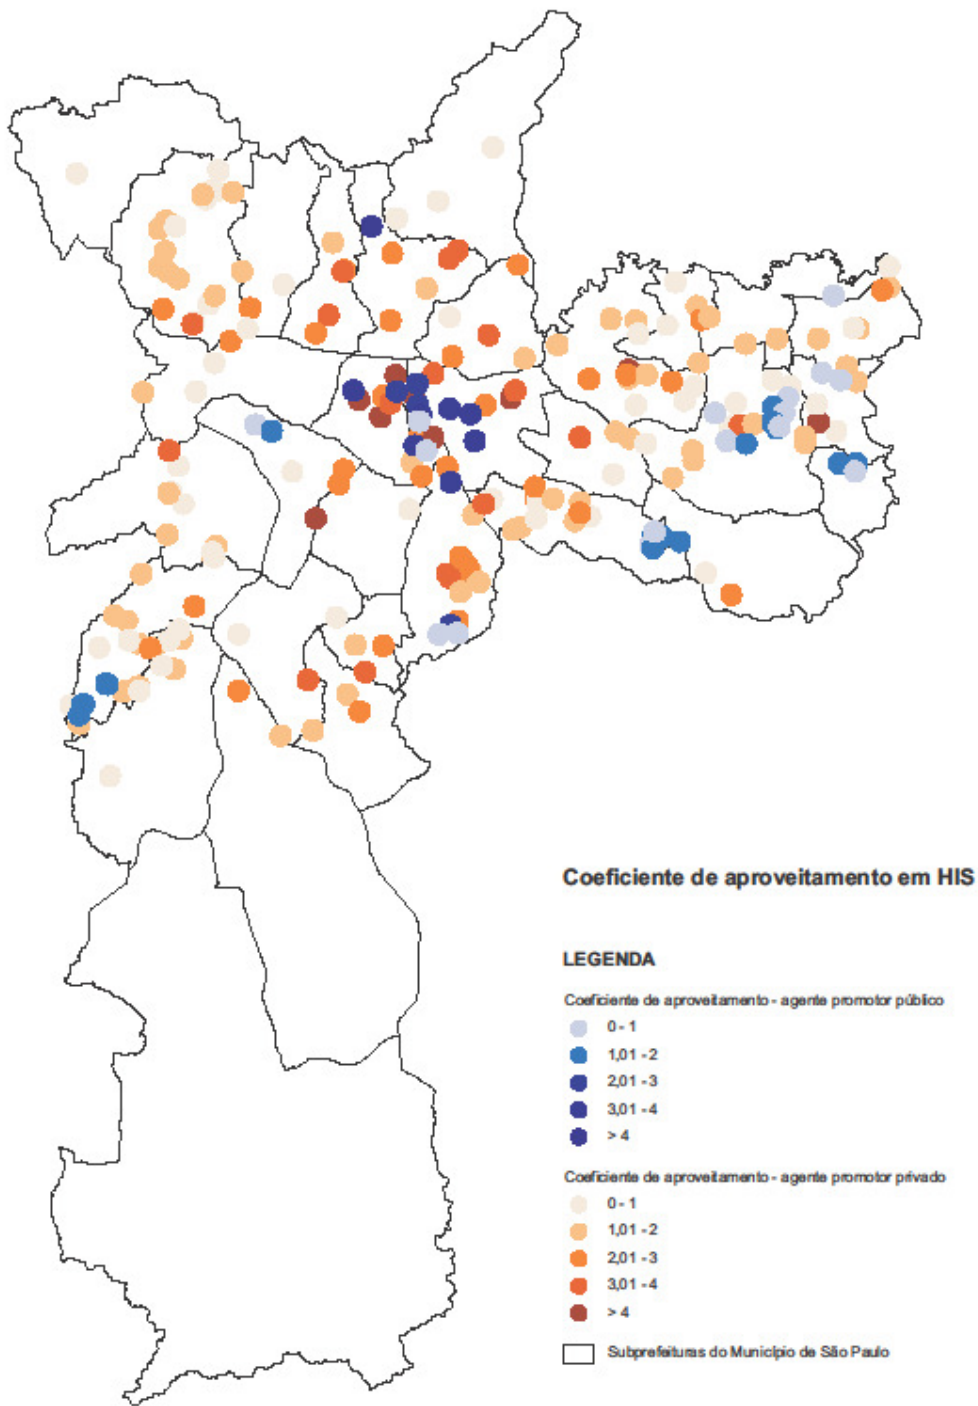 Coeficiente de aproveitamento em HIS
LEGENDA
Coeficiente de aproveitamento - agente promotor público
0 - 1
1,01 - 2
2,01 - 3
3,01 - 4
> 4
Coeficiente de aproveitamento - agente promotor privado
0 - 1
1,01 - 2
2,01 - 3
3,01 - 4
> 4
Subprefeituras do Município de São Paulo